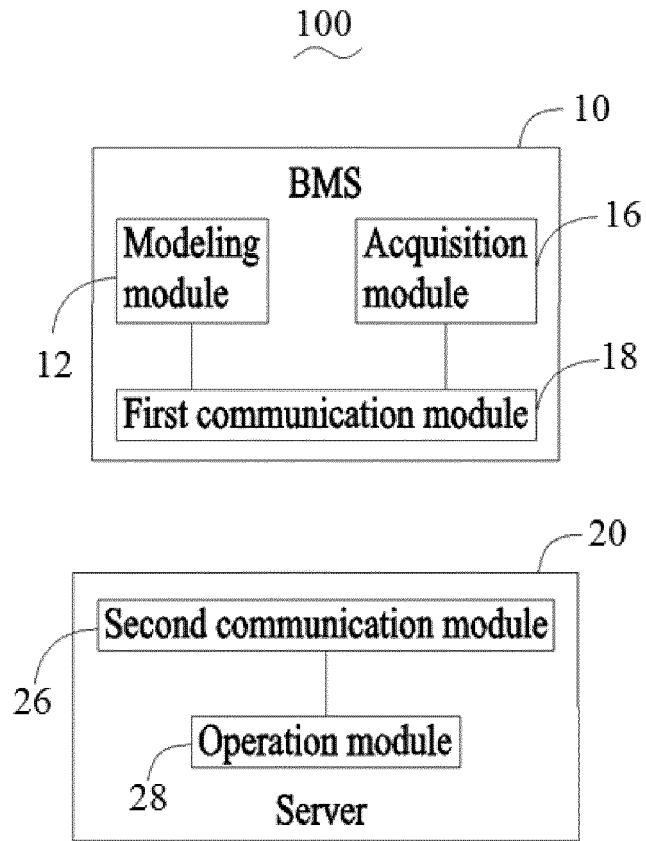 100
10
BMS
Modeling
module
Acquisition
module
16
12
18
First communication module
20
Second communication module
26
Operation module
28
Server